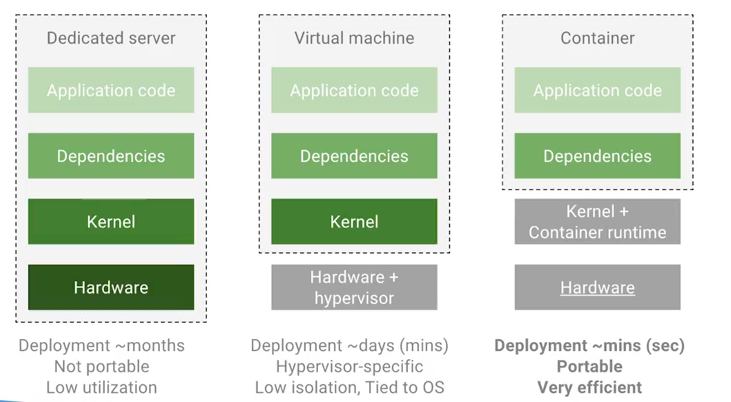 Dedicated server
Application code
Dependencies
Kernel
Hardware
Deployment ~months
Not portable
Low utilization
Virtual machine
Application code
Dependencies
Kernel
Hardware +
hypervisor
Deployment ~days (mins)
Hypervisor-specific
Low isolation, Tied to OS
Container
Application code
Dependencies
Kernel +
Container runtime
Hardware
Deployment ~mins (sec)
Portable
Very efficient